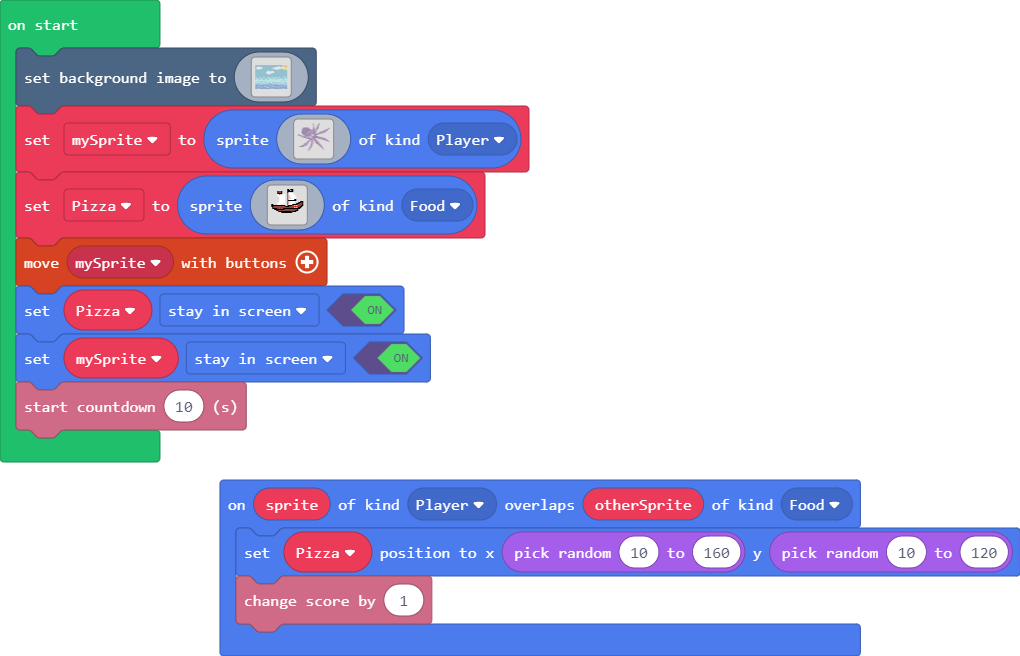 on start
set background image to
set mySprite to sprite of kind Player
set Pizza to sprite of kind Food
move mySprite with buttons
set Pizza stay in screen ON
set mySprite stay in screen ON
start countdown 10 (s)
on sprite of kind Player overlaps otherSprite of kind Food
set Pizza position to x pick random 10 to 160 y pick random 10 to 120
change score by 1